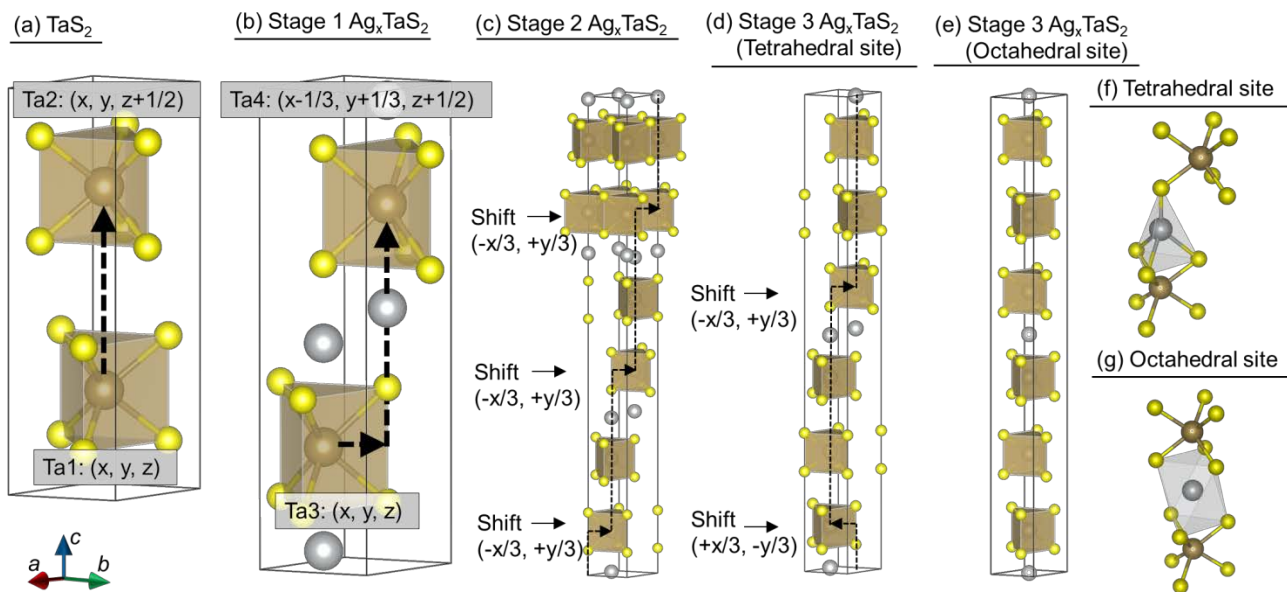 (a) TaS₂
(b) Stage 1 AgₓTaS₂
(c) Stage 2 AgₓTaS₂
(d) Stage 3 AgₓTaS₂
(Tetrahedral site)
(e) Stage 3 AgₓTaS₂
(Octahedral site)
Ta2: (x, y, z+1/2)
Ta1: (x, y, z)
Ta4: (x-1/3, y+1/3, z+1/2)
Ta3: (x, y, z)
Shift
(-x/3, +y/3)
Shift
(-x/3, +y/3)
Shift
(-x/3, +y/3)
Shift
(-x/3, +y/3)
Shift
(+x/3, -y/3)
(f) Tetrahedral site
(g) Octahedral site
c
a
b